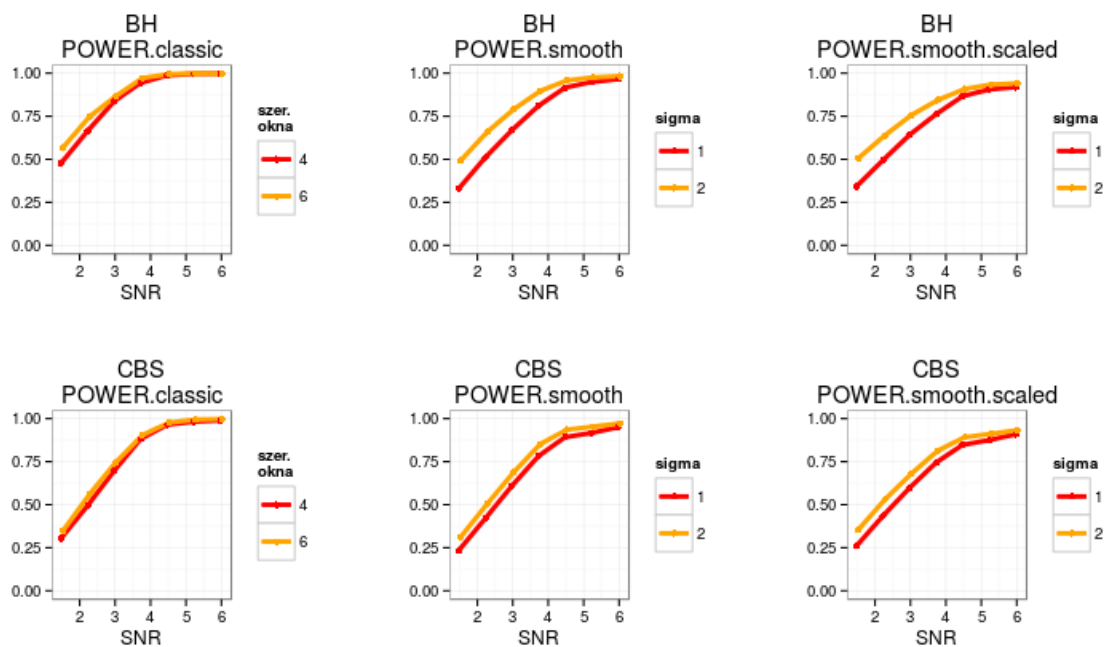 BH
POWER.classic
1.00
0.75
0.50
0.25
0.00
2 3 4 5 6
SNR
szer.
okna
4
6
BH
POWER.smooth
1.00
0.75
0.50
0.25
0.00
2 3 4 5 6
SNR
sigma
1
2
BH
POWER.smooth.scaled
1.00
0.75
0.50
0.25
0.00
2 3 4 5 6
SNR
sigma
1
2
CBS
POWER.classic
1.00
0.75
0.50
0.25
0.00
2 3 4 5 6
SNR
szer.
okna
4
6
CBS
POWER.smooth
1.00
0.75
0.50
0.25
0.00
2 3 4 5 6
SNR
sigma
1
2
CBS
POWER.smooth.scaled
1.00
0.75
0.50
0.25
0.00
2 3 4 5 6
SNR
sigma
1
2